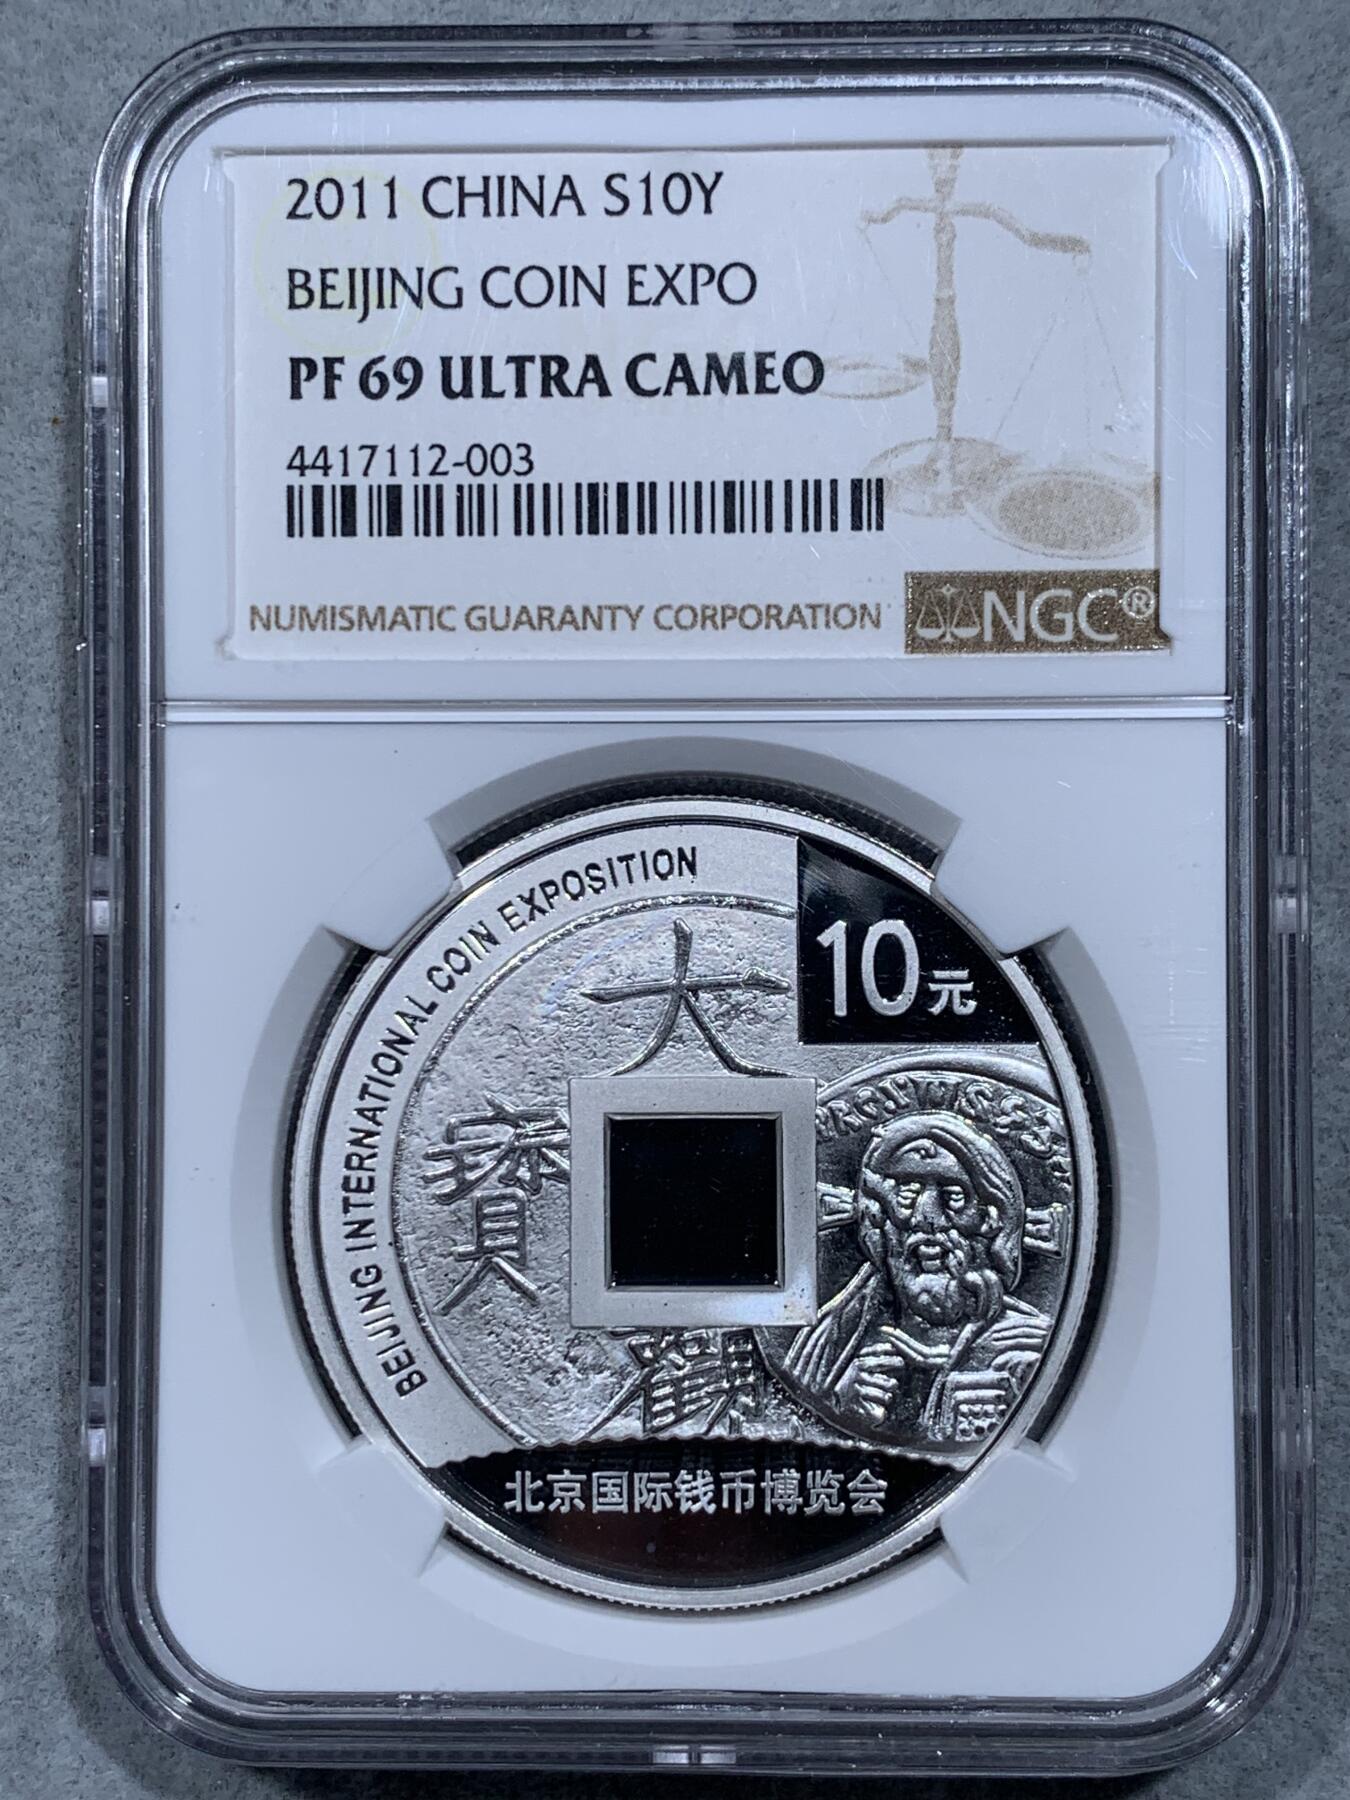 2011 CHINA S10Y
BEIJING COIN EXPO
PF 69 ULTRA CAMEO
4417112-003
NUMISMATIC GUARANTY CORPORATION
NGC®
BEIJING INTERNATIONAL COIN EXPOSITION
10元
大
觀
寶
北京国际钱币博览会